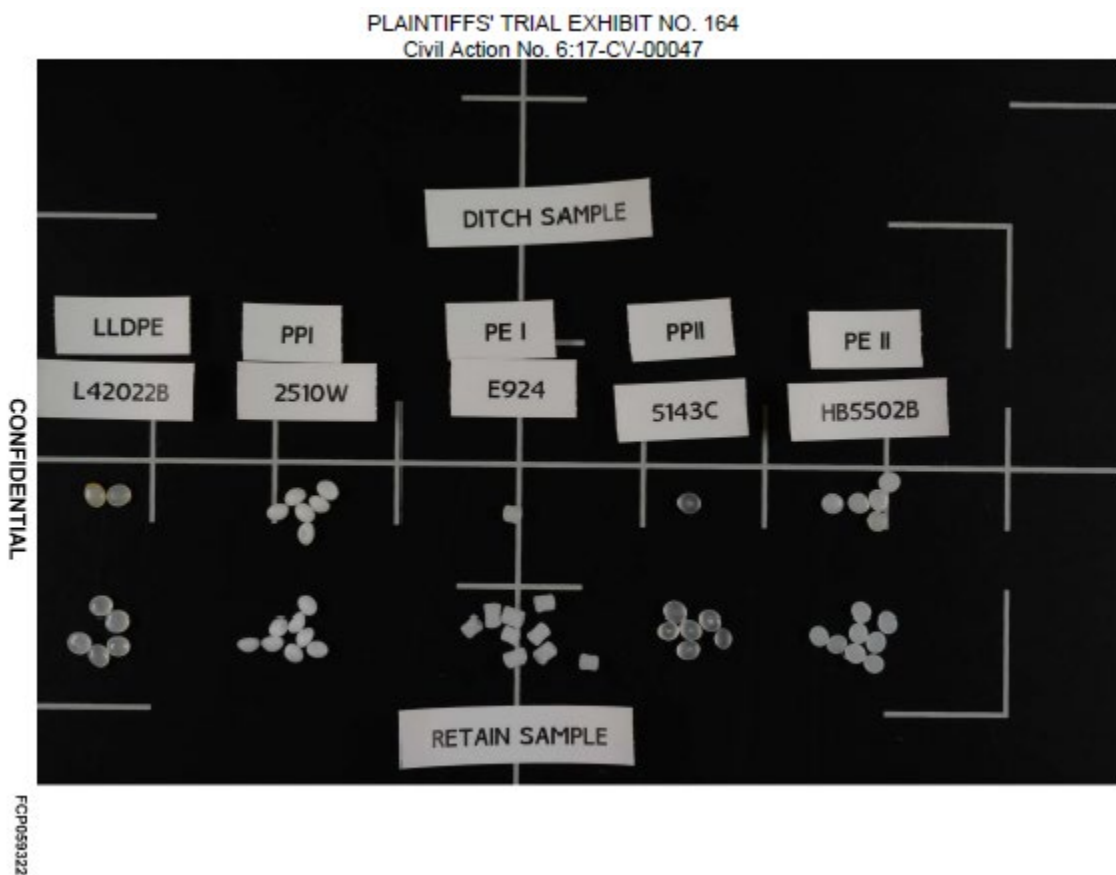 PLAINTIFFS' TRIAL EXHIBIT NO. 164
Civil Action No. 6:17-CV-00047
DITCH SAMPLE
LLDPE
PPI
PE I
PPII
PE II
L42022B
2510W
E924
5143C
HB5502B
RETAIN SAMPLE
CONFIDENTIAL
FCP059322